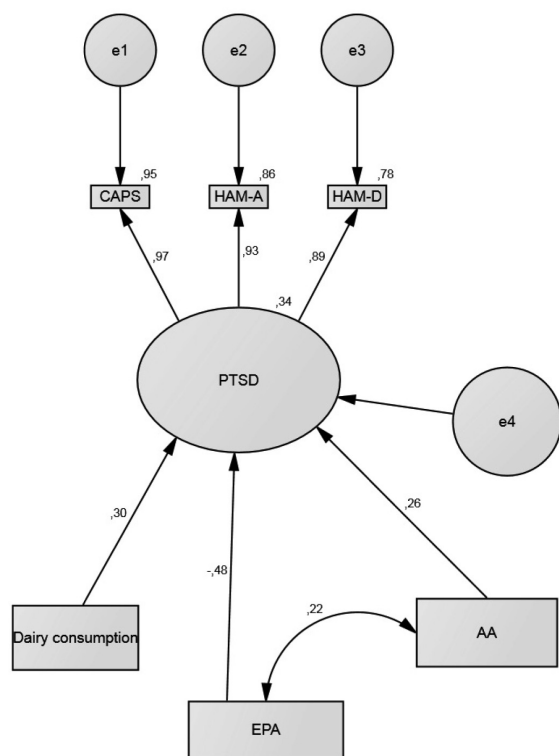 e1
e2
e3
,95
,86
,78
CAPS
HAM-A
HAM-D
,97
,93
,89
,34
PTSD
e4
,30
-,48
,26
,22
Dairy consumption
AA
EPA